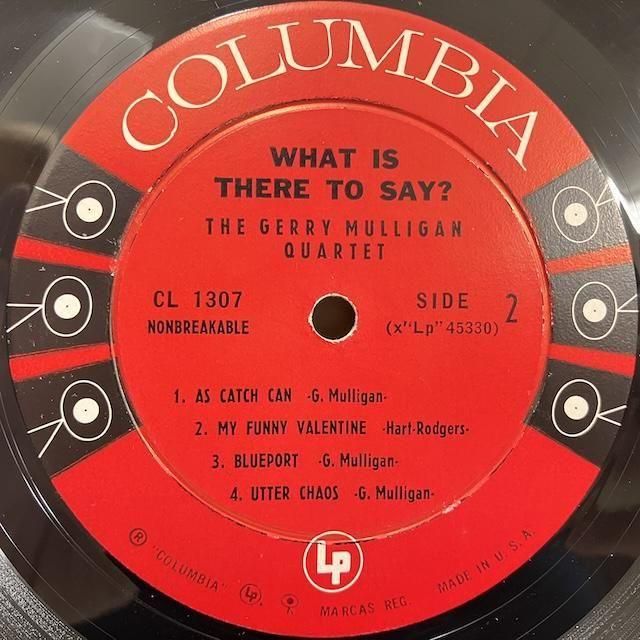 COLUMBIA
WHAT IS
THERE TO SAY?
THE GERRY MULLIGAN
QUARTET
CL 1307
NONBREAKABLE
SIDE 2
(x"Lp" 45330)
1. AS CATCH CAN -G. Mulligan-
2. MY FUNNY VALENTINE -Hart-Rodgers-
3. BLUEPORT -G. Mulligan-
4. UTTER CHAOS -G. Mulligan-
LP
® "COLUMBIA" LP, MARCAS REG. MADE IN U. S. A.